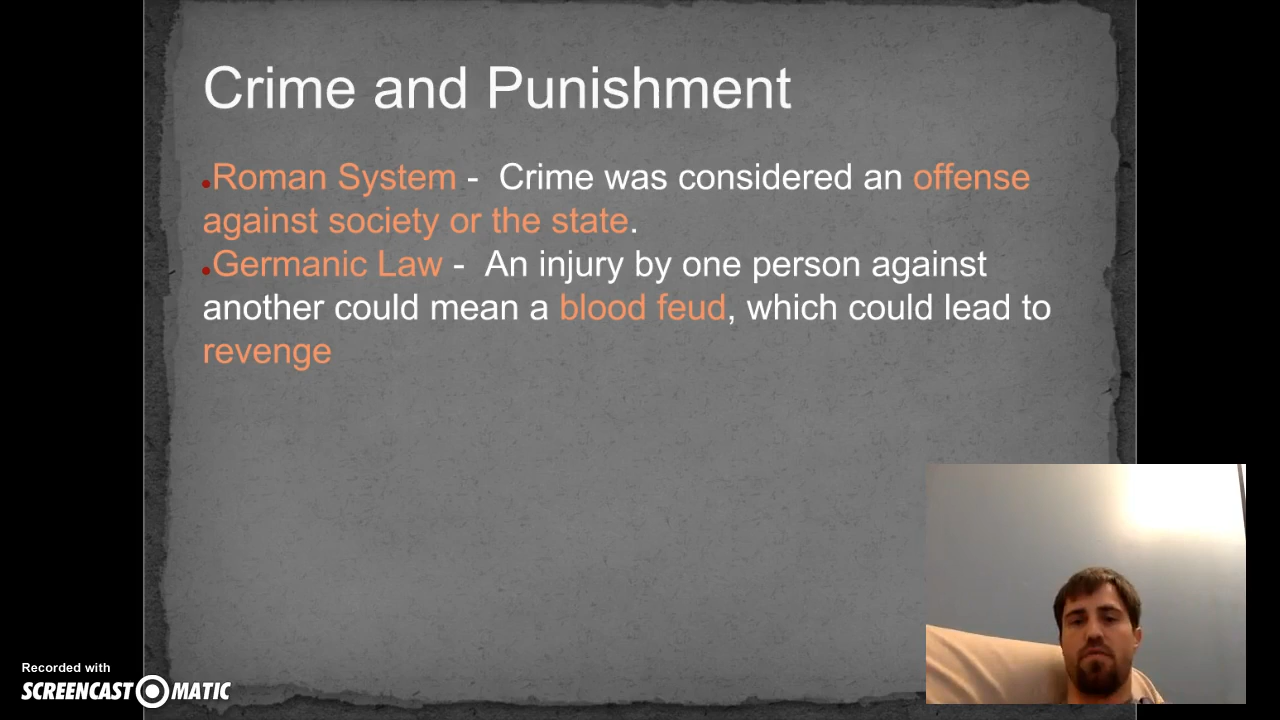 Crime and Punishment
•Roman System -  Crime was considered an offense
against society or the state.
•Germanic Law -  An injury by one person against
another could mean a blood feud, which could lead to
revenge
Recorded with
SCREENCAST MATIC